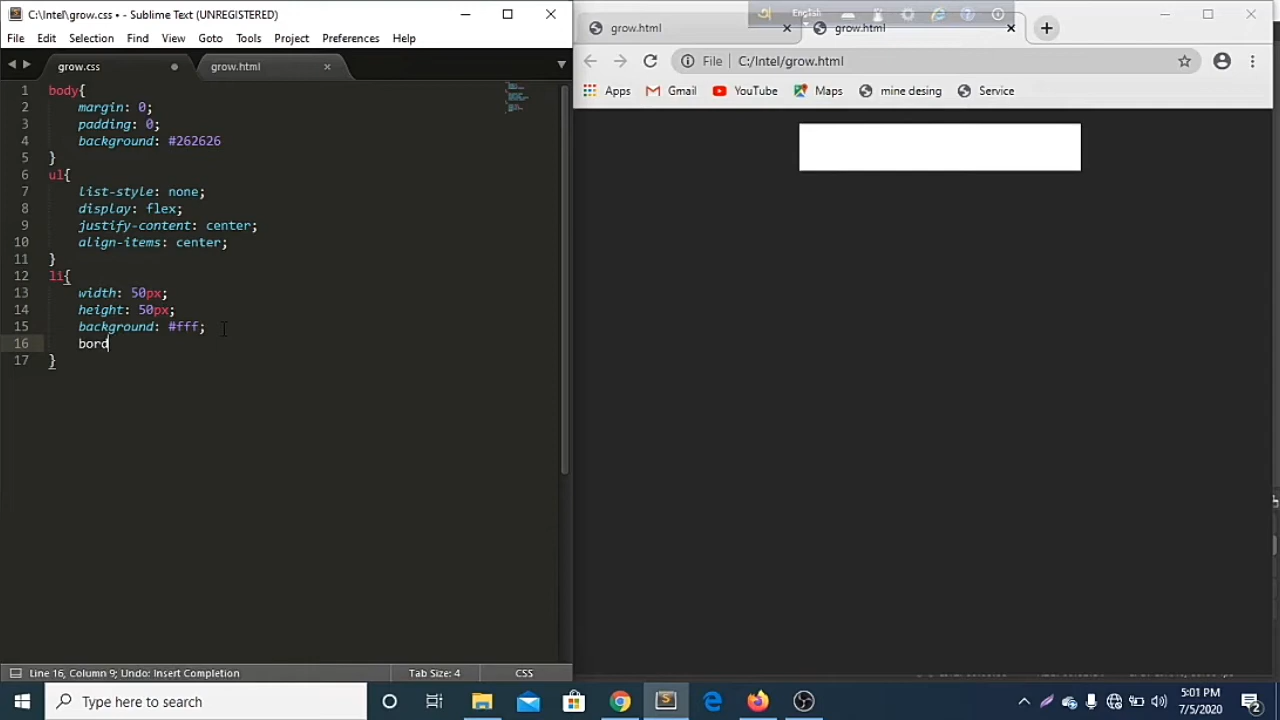 C:\Intel\grow.css • - Sublime Text (UNREGISTERED)
File Edit Selection Find View Goto Tools Project Preferences Help
grow.css
grow.html
1 body{
2 margin: 0;
3 padding: 0;
4 background: #262626
5 }
6 ul{
7 list-style: none;
8 display: flex;
9 justify-content: center;
10 align-items: center;
11 }
12 li{
13 width: 50px;
14 height: 50px;
15 background: #fff;
16 bord
17 }
Line 16, Column 9; Undo: Insert Completion
Tab Size: 4
CSS
English
grow.html
grow.html
File C:/Intel/grow.html
Apps Gmail YouTube Maps mine desing Service
Type here to search
5:01 PM
7/5/2020
2